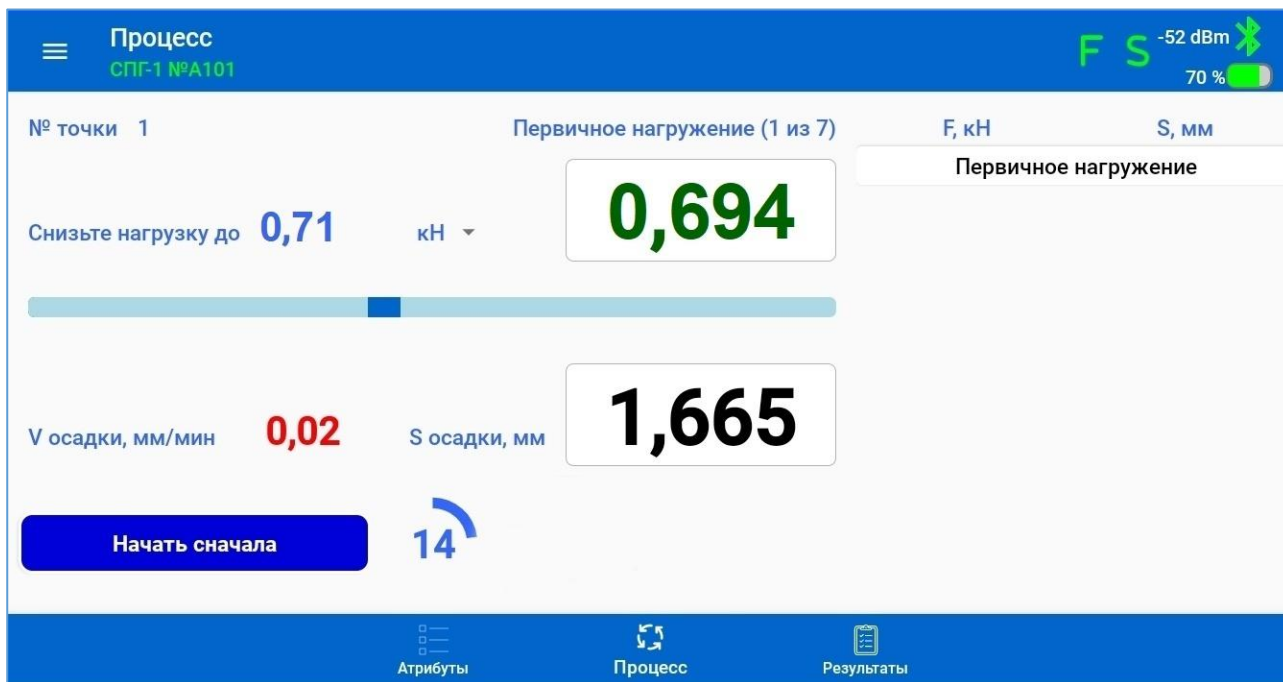 Процесс
СПГ-1 №А101
F S
-52 dBm
70 %
№ точки 1
Первичное нагружение (1 из 7)
F, кН
S, мм
Первичное нагружение
Снизьте нагрузку до 0,71 кН
0,694
V осадки, мм/мин 0,02
S осадки, мм 1,665
Начать сначала
14
Атрибуты
Процесс
Результаты